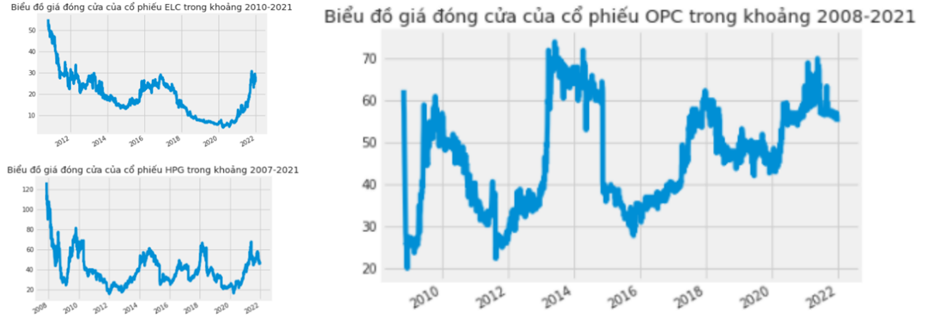 Biểu đồ giá đóng cửa của cổ phiếu ELC trong khoảng 2010-2021
50
40
30
20
10
2012 2014 2016 2018 2020 2022
Biểu đồ giá đóng cửa của cổ phiếu HPG trong khoảng 2007-2021
120
100
80
60
40
20
2008 2010 2012 2014 2016 2018 2020 2022
Biểu đồ giá đóng cửa của cổ phiếu OPC trong khoảng 2008-2021
70
60
50
40
30
20
2010 2012 2014 2016 2018 2020 2022